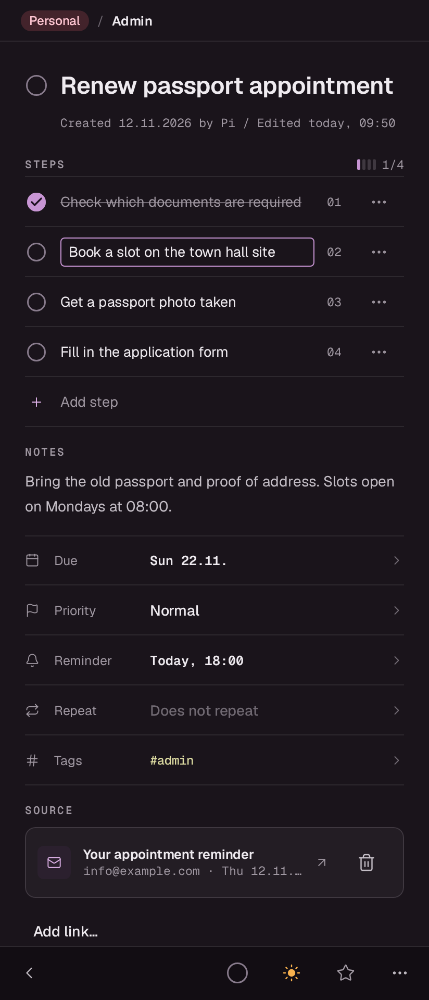 Personal / Admin
Renew passport appointment
Created 12.11.2026 by Pi / Edited today, 09:50
STEPS 1/4
Check which documents are required 01
Book a slot on the town hall site 02
Get a passport photo taken 03
Fill in the application form 04
+ Add step
NOTES
Bring the old passport and proof of address. Slots open
on Mondays at 08:00.
Due Sun 22.11.
Priority Normal
Reminder Today, 18:00
Repeat Does not repeat
Tags #admin
SOURCE
Your appointment reminder
info@example.com · Thu 12.11.…
Add link…